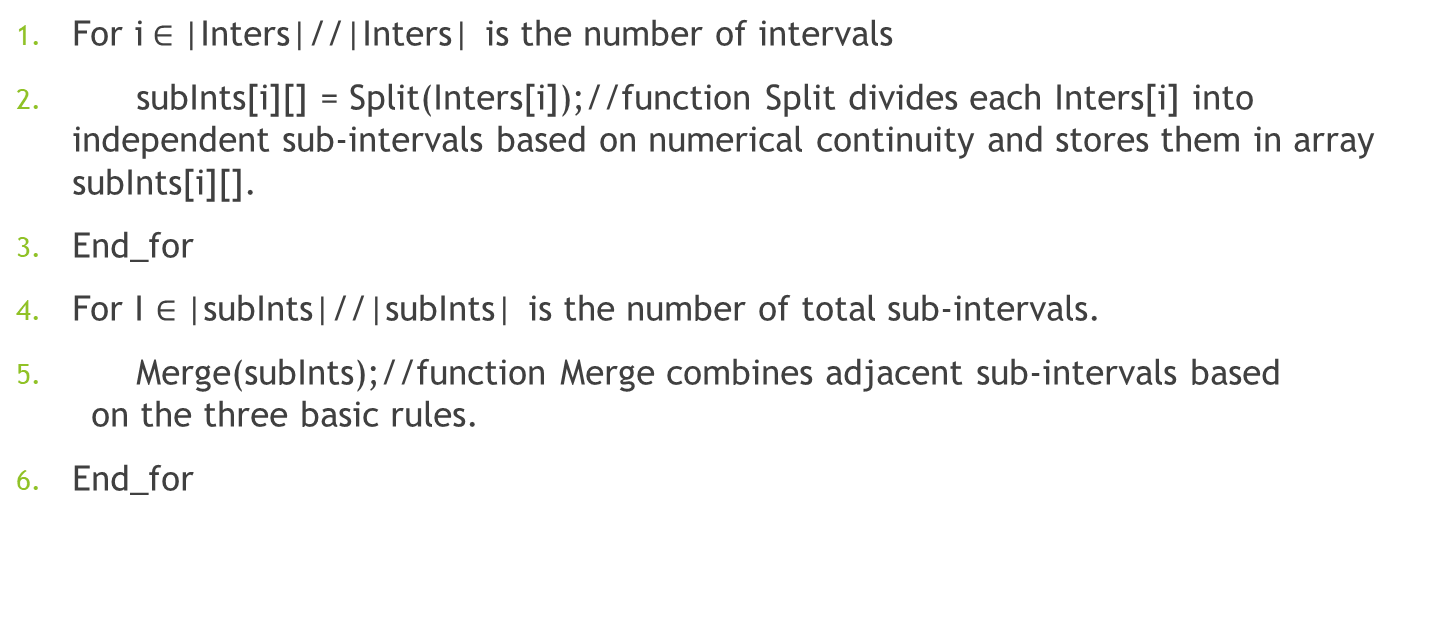 1. For i ∈ |Inters|//|Inters| is the number of intervals
2. subInts[i][] = Split(Inters[i]);//function Split divides each Inters[i] into
independent sub-intervals based on numerical continuity and stores them in array
subInts[i][].
3. End_for
4. For I ∈ |subInts|//|subInts| is the number of total sub-intervals.
5. Merge(subInts);//function Merge combines adjacent sub-intervals based
on the three basic rules.
6. End_for